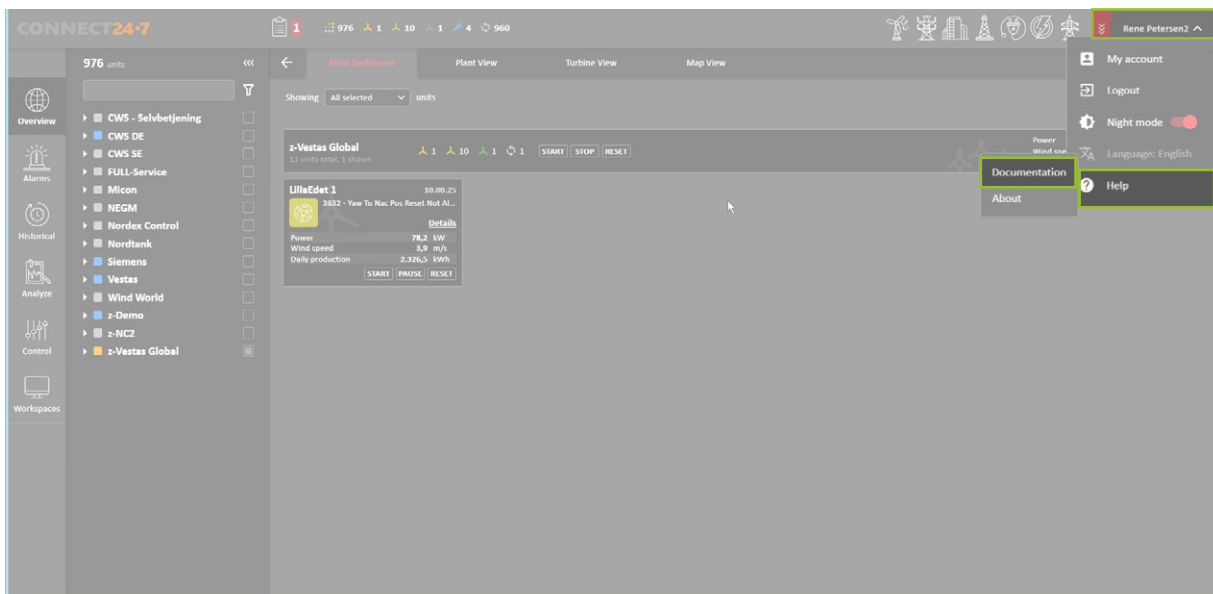 CONNECT24·7
1
976 1 10 1 4 960
Rene Petersen2
976 units
Plant Dashboard
Plant View
Turbine View
Map View
My account
Logout
Night mode
Language: English
Help
Documentation
About
Showing All selected units
Overview
Alarms
Historical
Analyze
Control
Workspaces
CWS - Selvbetjening
CWS DE
CWS SE
FULL-Service
Micon
NEGM
Nordex Control
Nordtank
Siemens
Vestas
Wind World
z-Demo
z-NC2
z-Vestas Global
z-Vestas Global
13 units total, 1 shown
1 10 1 1 START STOP RESET
Power
Wind spe
LillaEdet 1 10.00.25
3632 - Yaw To Nac Pos Reset Not Al...
Details
Power 78,2 kW
Wind speed 3,9 m/s
Daily production 2.326,5 kWh
START PAUSE RESET